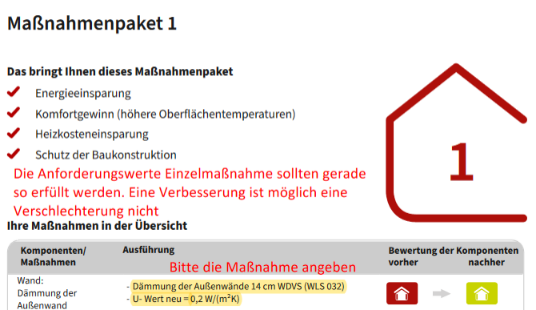 Maßnahmenpaket 1
Das bringt Ihnen dieses Maßnahmenpaket
Energieeinsparung
Komfortgewinn (höhere Oberflächentemperaturen)
Heizkosteneinsparung
Schutz der Baukonstruktion
1
Die Anforderungswerte Einzelmaßnahme sollten gerade
so erfüllt werden. Eine Verbesserung ist möglich eine
Verschlechterung nicht
Ihre Maßnahmen in der Übersicht
Komponenten/ Ausführung Bewertung der Komponenten
Maßnahmen vorher nachher
Bitte die Maßnahme angeben
Wand:
Dämmung der
Außenwand
- Dämmung der Außenwände 14 cm WDVS (WLS 032)
- U- Wert neu = 0,2 W/(m²K)